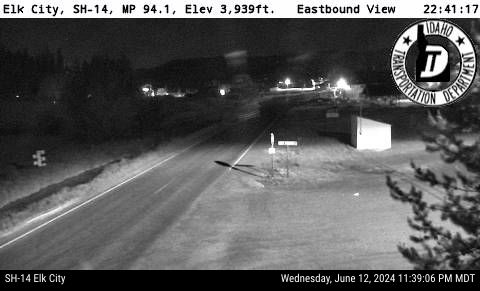 Elk City, SH-14, MP 94.1, Elev 3,939ft. Eastbound View 22:41:17
IDAHO
TRANSPORTATION DEPARTMENT
SH-14 Elk City Wednesday, June 12, 2024 11:39:06 PM MDT